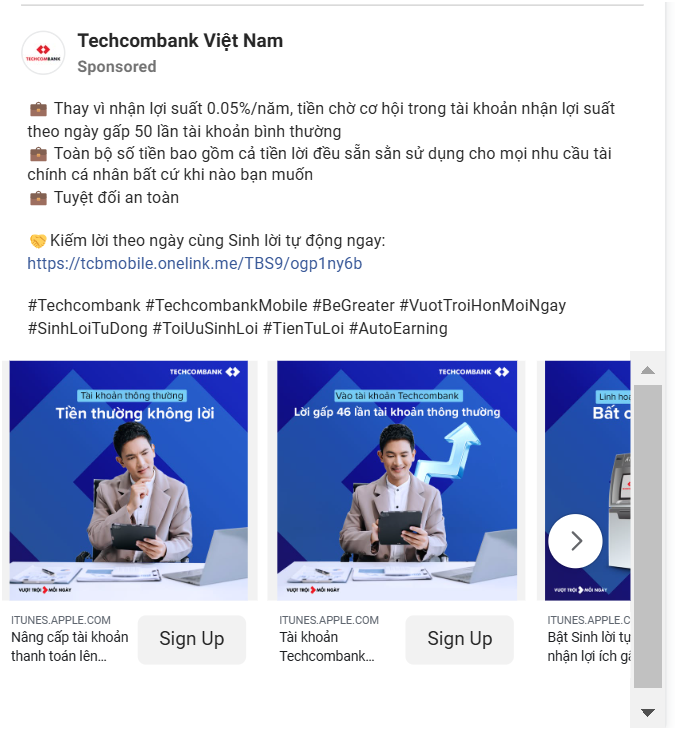 TECHCOMBANK
Techcombank Việt Nam
Sponsored
💼 Thay vì nhận lợi suất 0.05%/năm, tiền chờ cơ hội trong tài khoản nhận lợi suất
theo ngày gấp 50 lần tài khoản bình thường
💼 Toàn bộ số tiền bao gồm cả tiền lời đều sẵn sằn sử dụng cho mọi nhu cầu tài
chính cá nhân bất cứ khi nào bạn muốn
💼 Tuyệt đối an toàn
🤝Kiếm lời theo ngày cùng Sinh lời tự động ngay:
https://tcbmobile.onelink.me/TBS9/ogp1ny6b
#Techcombank #TechcombankMobile #BeGreater #VuotTroiHonMoiNgay
#SinhLoiTuDong #ToiUuSinhLoi #TienTuLoi #AutoEarning
TECHCOMBANK
Tài khoản thông thường
Tiền thường không lời
VƯỢT TRỘI MỖI NGÀY
ITUNES.APPLE.COM
Nâng cấp tài khoản
thanh toán lên...
Sign Up
TECHCOMBANK
Vào tài khoản Techcombank
Lời gấp 46 lần tài khoản thông thường
VƯỢT TRỘI MỖI NGÀY
ITUNES.APPLE.COM
Tài khoản
Techcombank...
Sign Up
Linh hoạ
Bất
VƯỢT TRỘI MỖI NGÀY
ITUNES.APPLE.C
Bật Sinh lời tự
nhận lợi ích